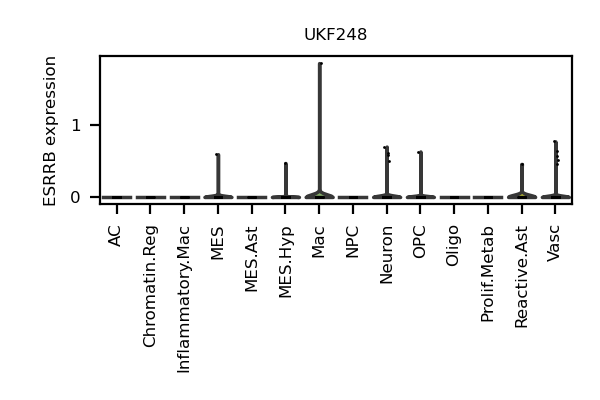 UKF248
ESRRB expression
1
0
AC
Chromatin.Reg
Inflammatory.Mac
MES
MES.Ast
MES.Hyp
Mac
NPC
Neuron
OPC
Oligo
Prolif.Metab
Reactive.Ast
Vasc